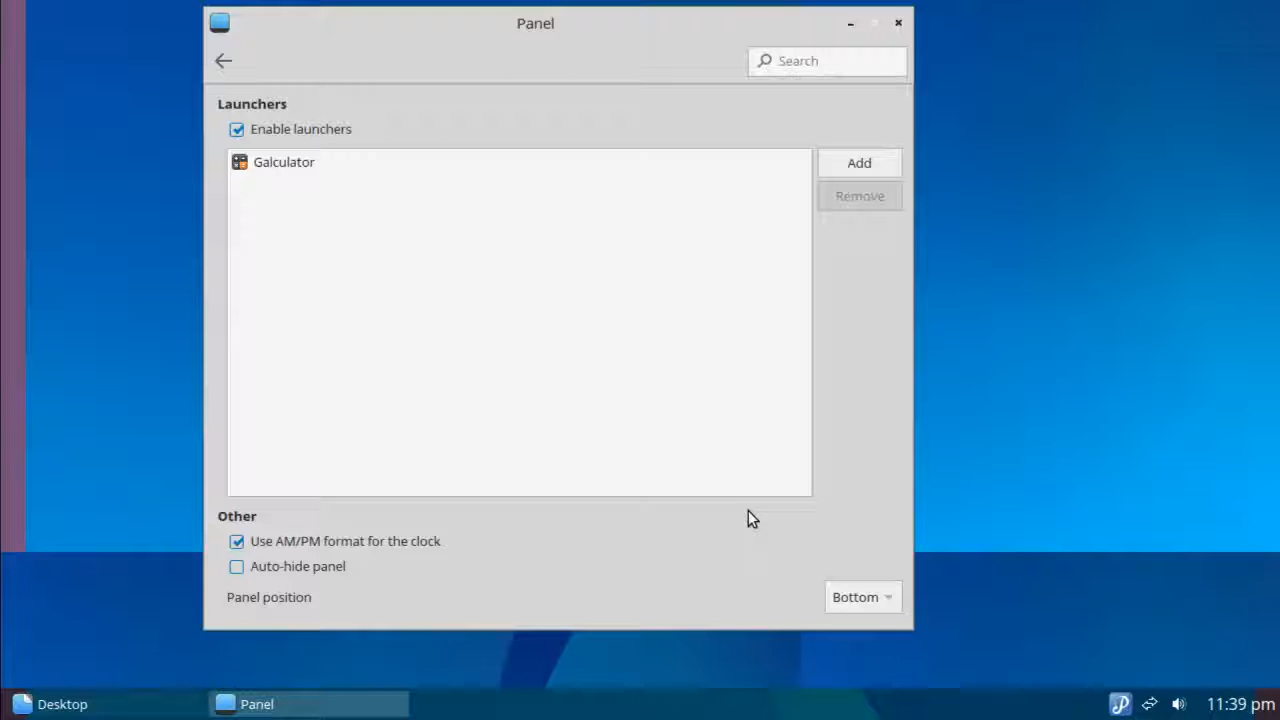 Panel
Search
Launchers
Enable launchers
Galculator
Add
Remove
Other
Use AM/PM format for the clock
Auto-hide panel
Panel position
Bottom
Desktop
Panel
11:39 pm